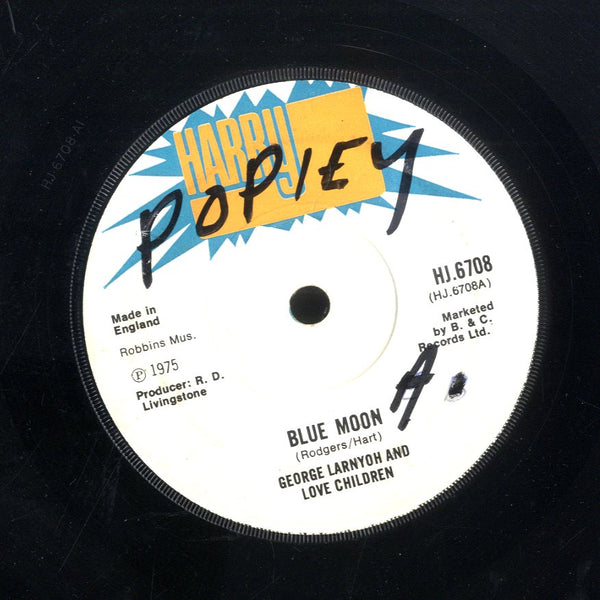 HARRY J
POPIEY
HJ.6708
(HJ.6708A)
Made in
England
Marketed
by B. & C.
Records Ltd.
Robbins Mus.
℗ 1975
Producer: R. D.
Livingstone
A.
BLUE MOON
(Rodgers/Hart)
GEORGE LARNYOH AND
LOVE CHILDREN
HJ-6708 A1